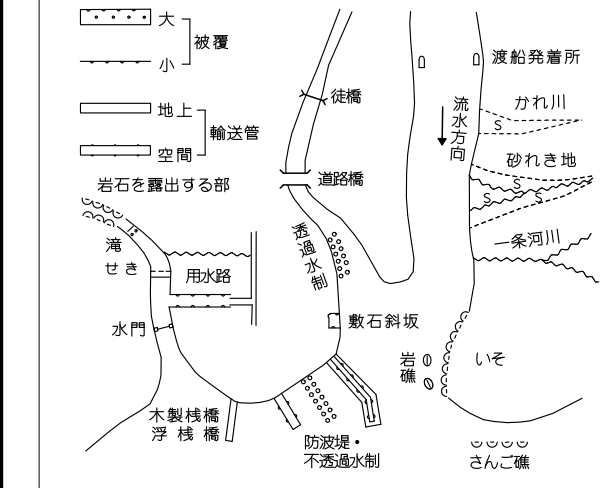 大
被覆
小
地上
輸送管
空間
岩石を露出する部
滝
せき
用水路
水門
木製桟橋
浮桟橋
徒橋
道路橋
透過水制
敷石斜坂
防波堤・
不透過水制
渡船発着所
流水方向
かれ川
S
砂れき地
S
S
S
一条河川
岩礁
いそ
さんご礁